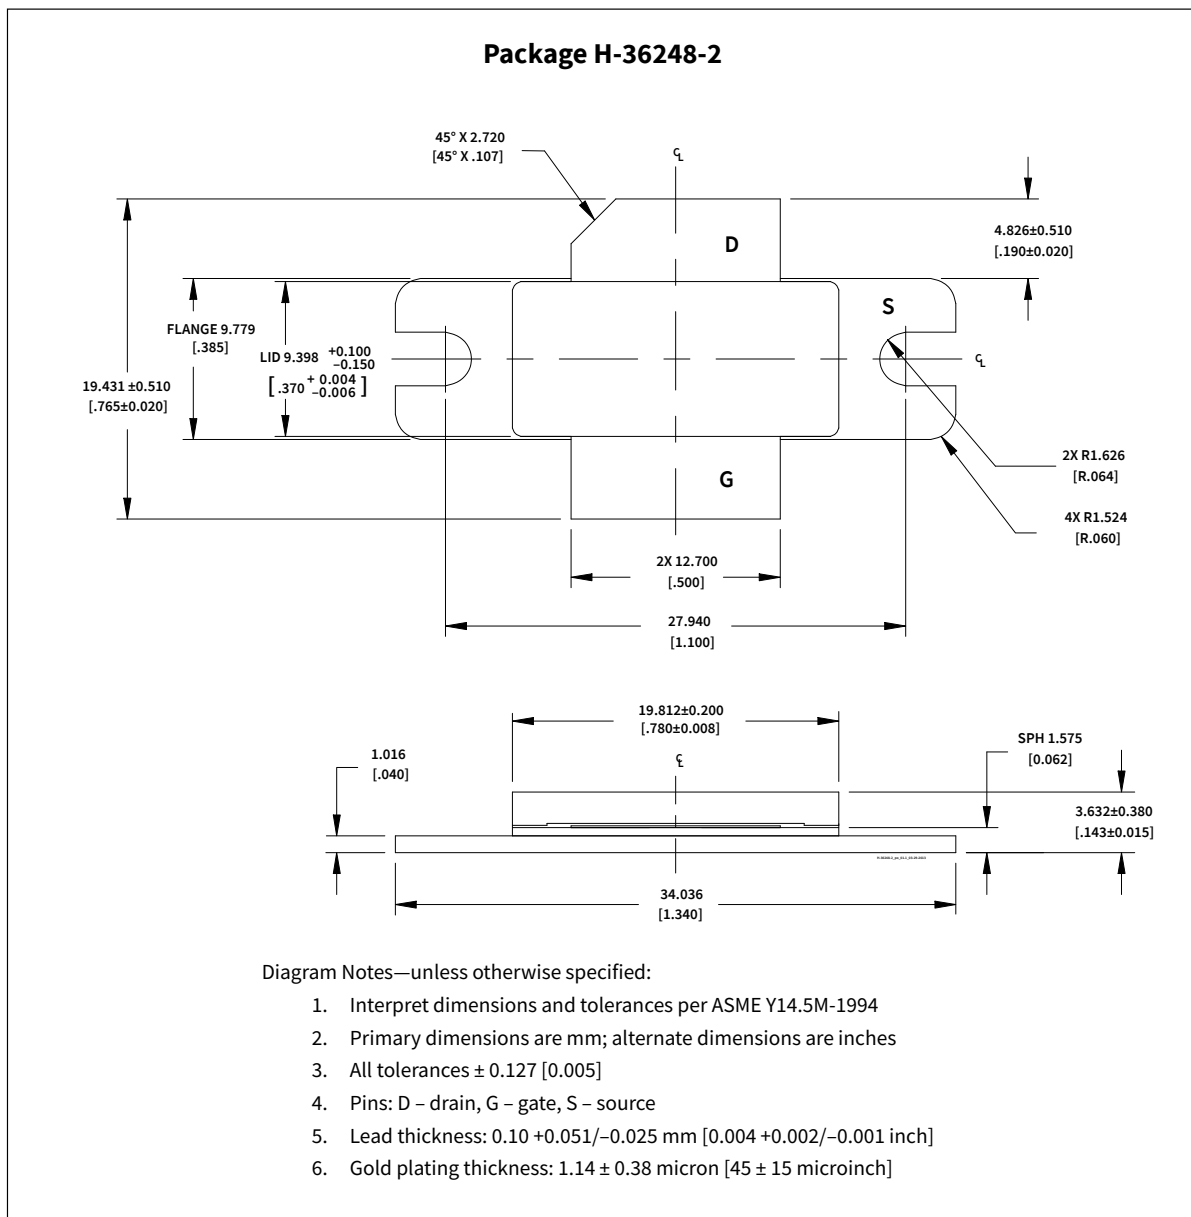 Package H-36248-2
45° X 2.720
[45° X .107]
C
L
4.826±0.510
[.190±0.020]
D
S
FLANGE 9.779
[.385]
LID 9.398 +0.100
–0.150
[.370 + 0.004
–0.006 ]
C
L
19.431 ±0.510
[.765±0.020]
2X R1.626
[R.064]
G
4X R1.524
[R.060]
2X 12.700
[.500]
27.940
[1.100]
19.812±0.200
[.780±0.008]
SPH 1.575
[0.062]
1.016
[.040]
C
L
3.632±0.380
[.143±0.015]
34.036
[1.340]
Diagram Notes—unless otherwise specified:
1. Interpret dimensions and tolerances per ASME Y14.5M-1994
2. Primary dimensions are mm; alternate dimensions are inches
3. All tolerances ± 0.127 [0.005]
4. Pins: D – drain, G – gate, S – source
5. Lead thickness: 0.10 +0.051/–0.025 mm [0.004 +0.002/–0.001 inch]
6. Gold plating thickness: 1.14 ± 0.38 micron [45 ± 15 microinch]